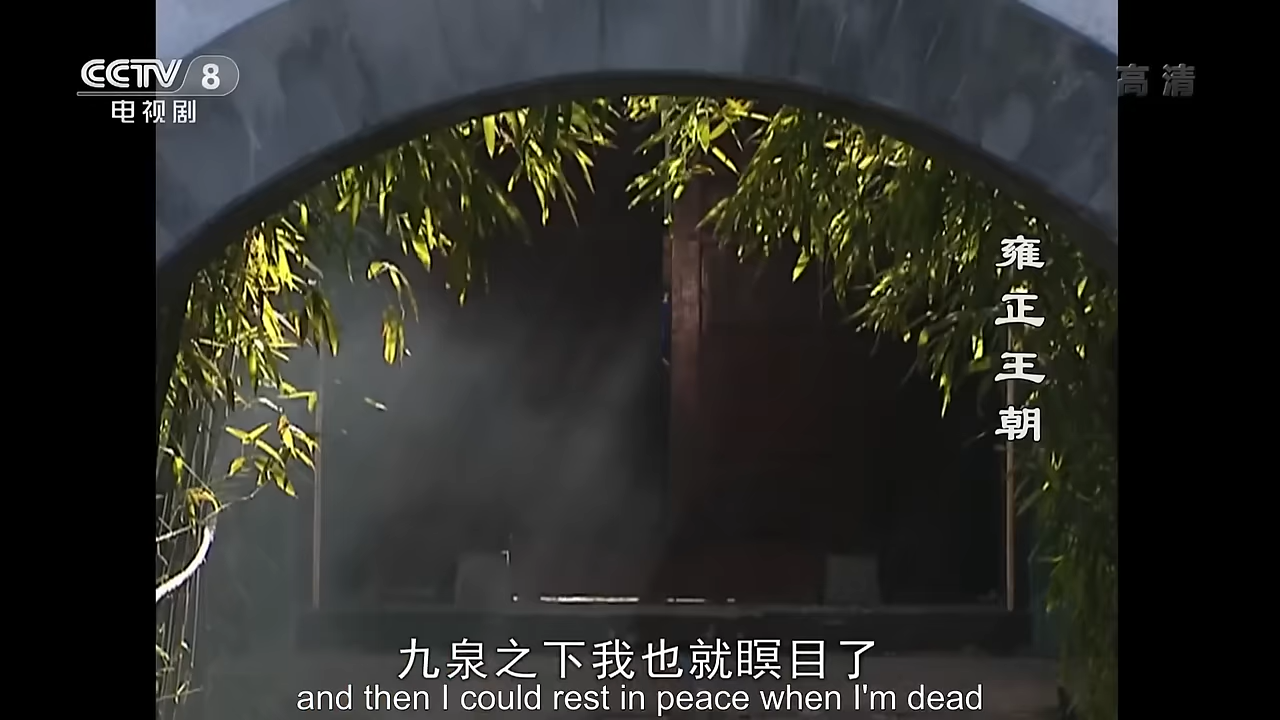 CCTV 8
电视剧
高清
雍正王朝
九泉之下我也就瞑目了
and then I could rest in peace when I'm dead